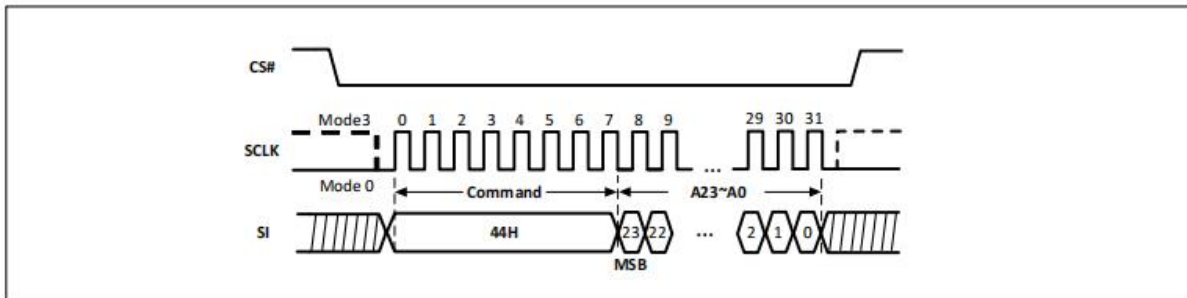 CS#
Mode3 0 1 2 3 4 5 6 7 8 9 29 30 31
SCLK
...
Mode 0 Command A23~A0
SI 44H 23 22 ... 2 1 0
MSB